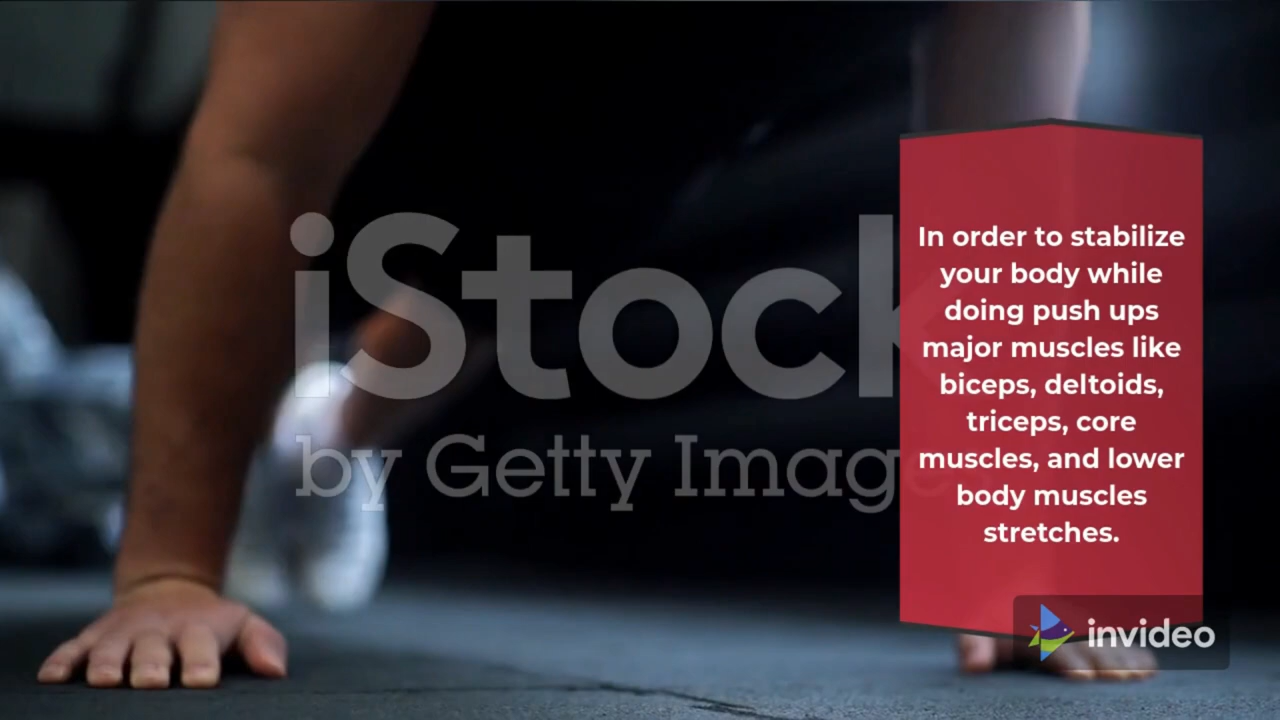 iStock
by Getty Images
In order to stabilize
your body while
doing push ups
major muscles like
biceps, deltoids,
triceps, core
muscles, and lower
body muscles
stretches.
invideo